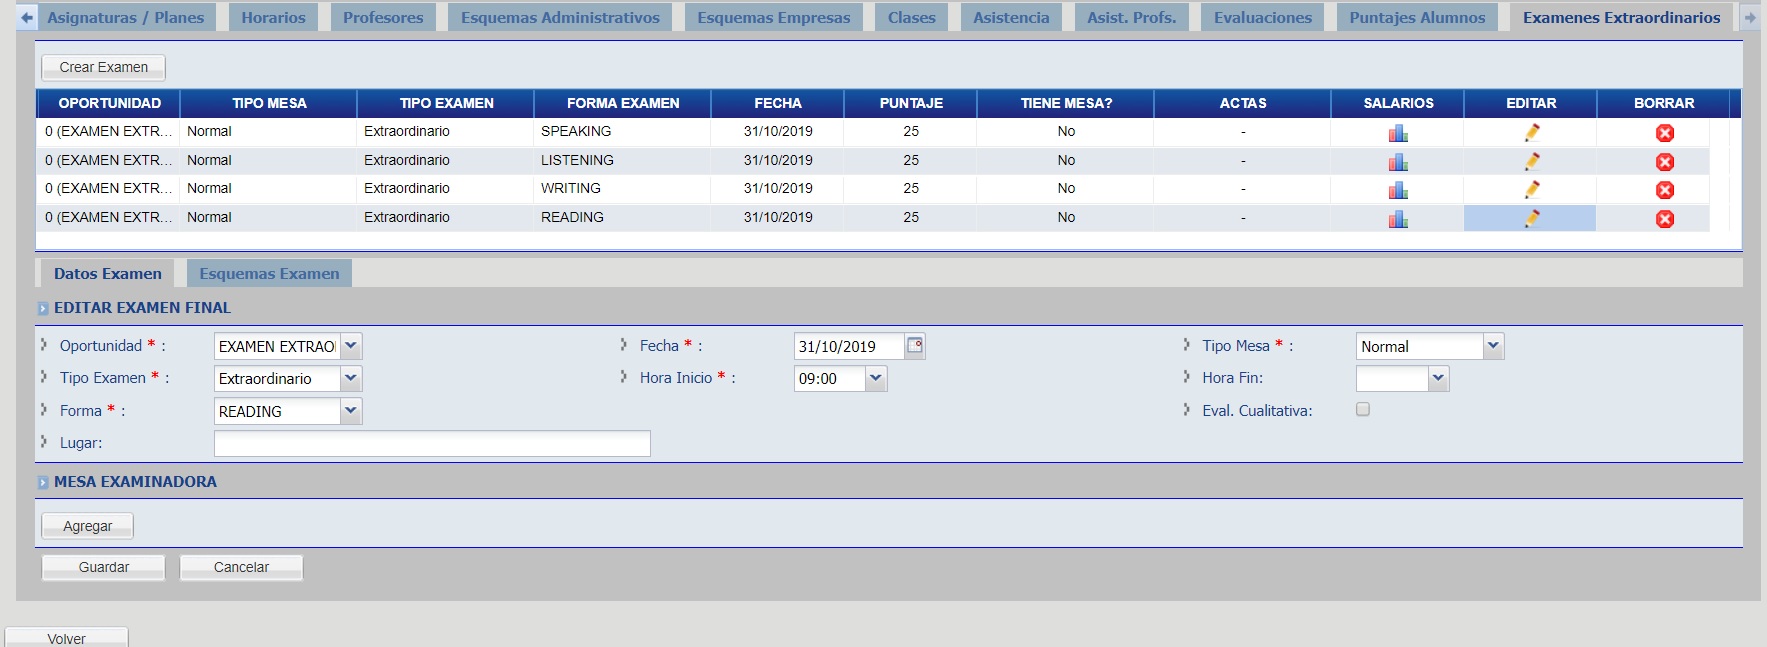 Asignaturas / Planes Horarios Profesores Esquemas Administrativos Esquemas Empresas Clases Asistencia Asist. Profs. Evaluaciones Puntajes Alumnos Examenes Extraordinarios
Crear Examen
OPORTUNIDAD TIPO MESA TIPO EXAMEN FORMA EXAMEN FECHA PUNTAJE TIENE MESA? ACTAS SALARIOS EDITAR BORRAR
0 (EXAMEN EXTR... Normal Extraordinario SPEAKING 31/10/2019 25 No -
0 (EXAMEN EXTR... Normal Extraordinario LISTENING 31/10/2019 25 No -
0 (EXAMEN EXTR... Normal Extraordinario WRITING 31/10/2019 25 No -
0 (EXAMEN EXTR... Normal Extraordinario READING 31/10/2019 25 No -
Datos Examen Esquemas Examen
EDITAR EXAMEN FINAL
Oportunidad * : EXAMEN EXTRAO Fecha * : 31/10/2019 Tipo Mesa * : Normal
Tipo Examen * : Extraordinario Hora Inicio * : 09:00 Hora Fin:
Forma * : READING Eval. Cualitativa:
Lugar:
MESA EXAMINADORA
Agregar
Guardar Cancelar
Volver